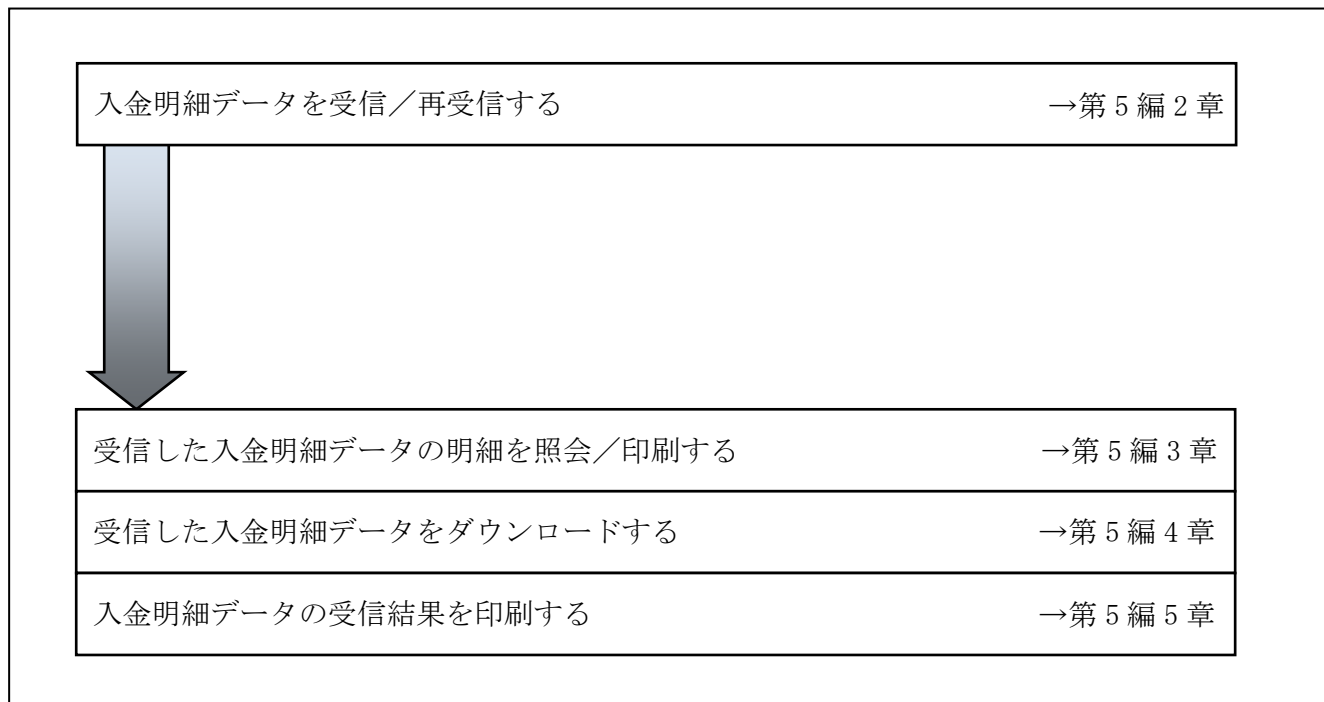 入金明細データを受信／再受信する →第5編2章
受信した入金明細データの明細を照会／印刷する →第5編3章
受信した入金明細データをダウンロードする →第5編4章
入金明細データの受信結果を印刷する →第5編5章